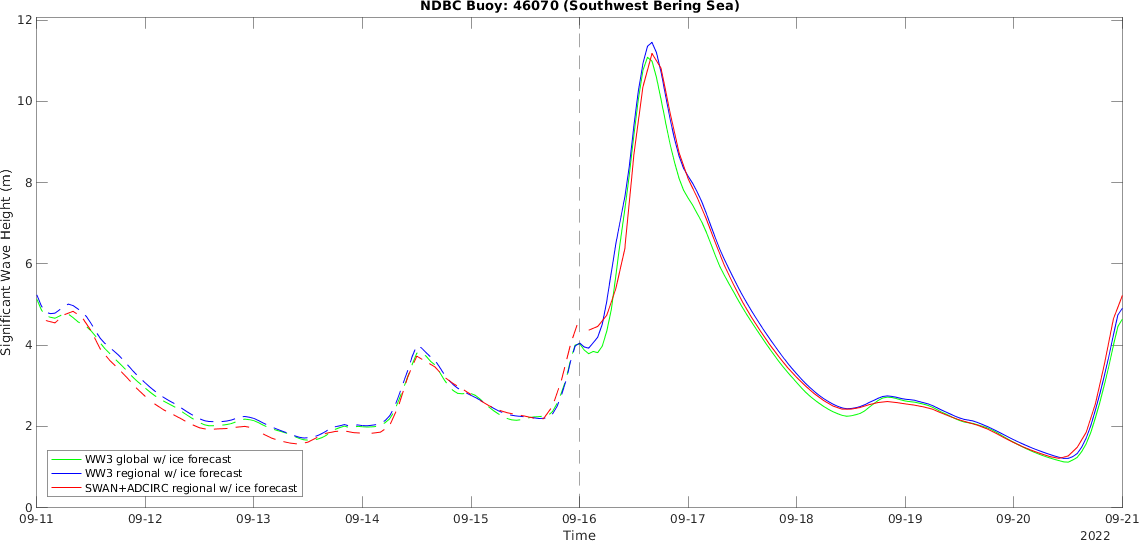 NDBC Buoy: 46070 (Southwest Bering Sea)
12
10
8
6
4
2
0
Significant Wave Height (m)
WW3 global w/ ice forecast
WW3 regional w/ ice forecast
SWAN+ADCIRC regional w/ ice forecast
09-11 09-12 09-13 09-14 09-15 09-16 09-17 09-18 09-19 09-20 09-21
Time
2022